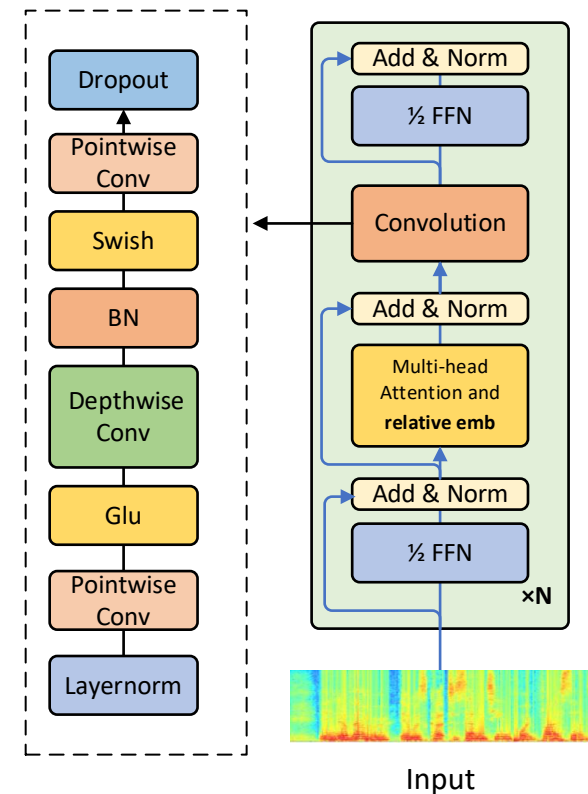 Dropout
Pointwise
Conv
Swish
BN
Depthwise
Conv
Glu
Pointwise
Conv
Layernorm
Add & Norm
½ FFN
Convolution
Add & Norm
Multi-head
Attention and
relative emb
Add & Norm
½ FFN
×N
Input